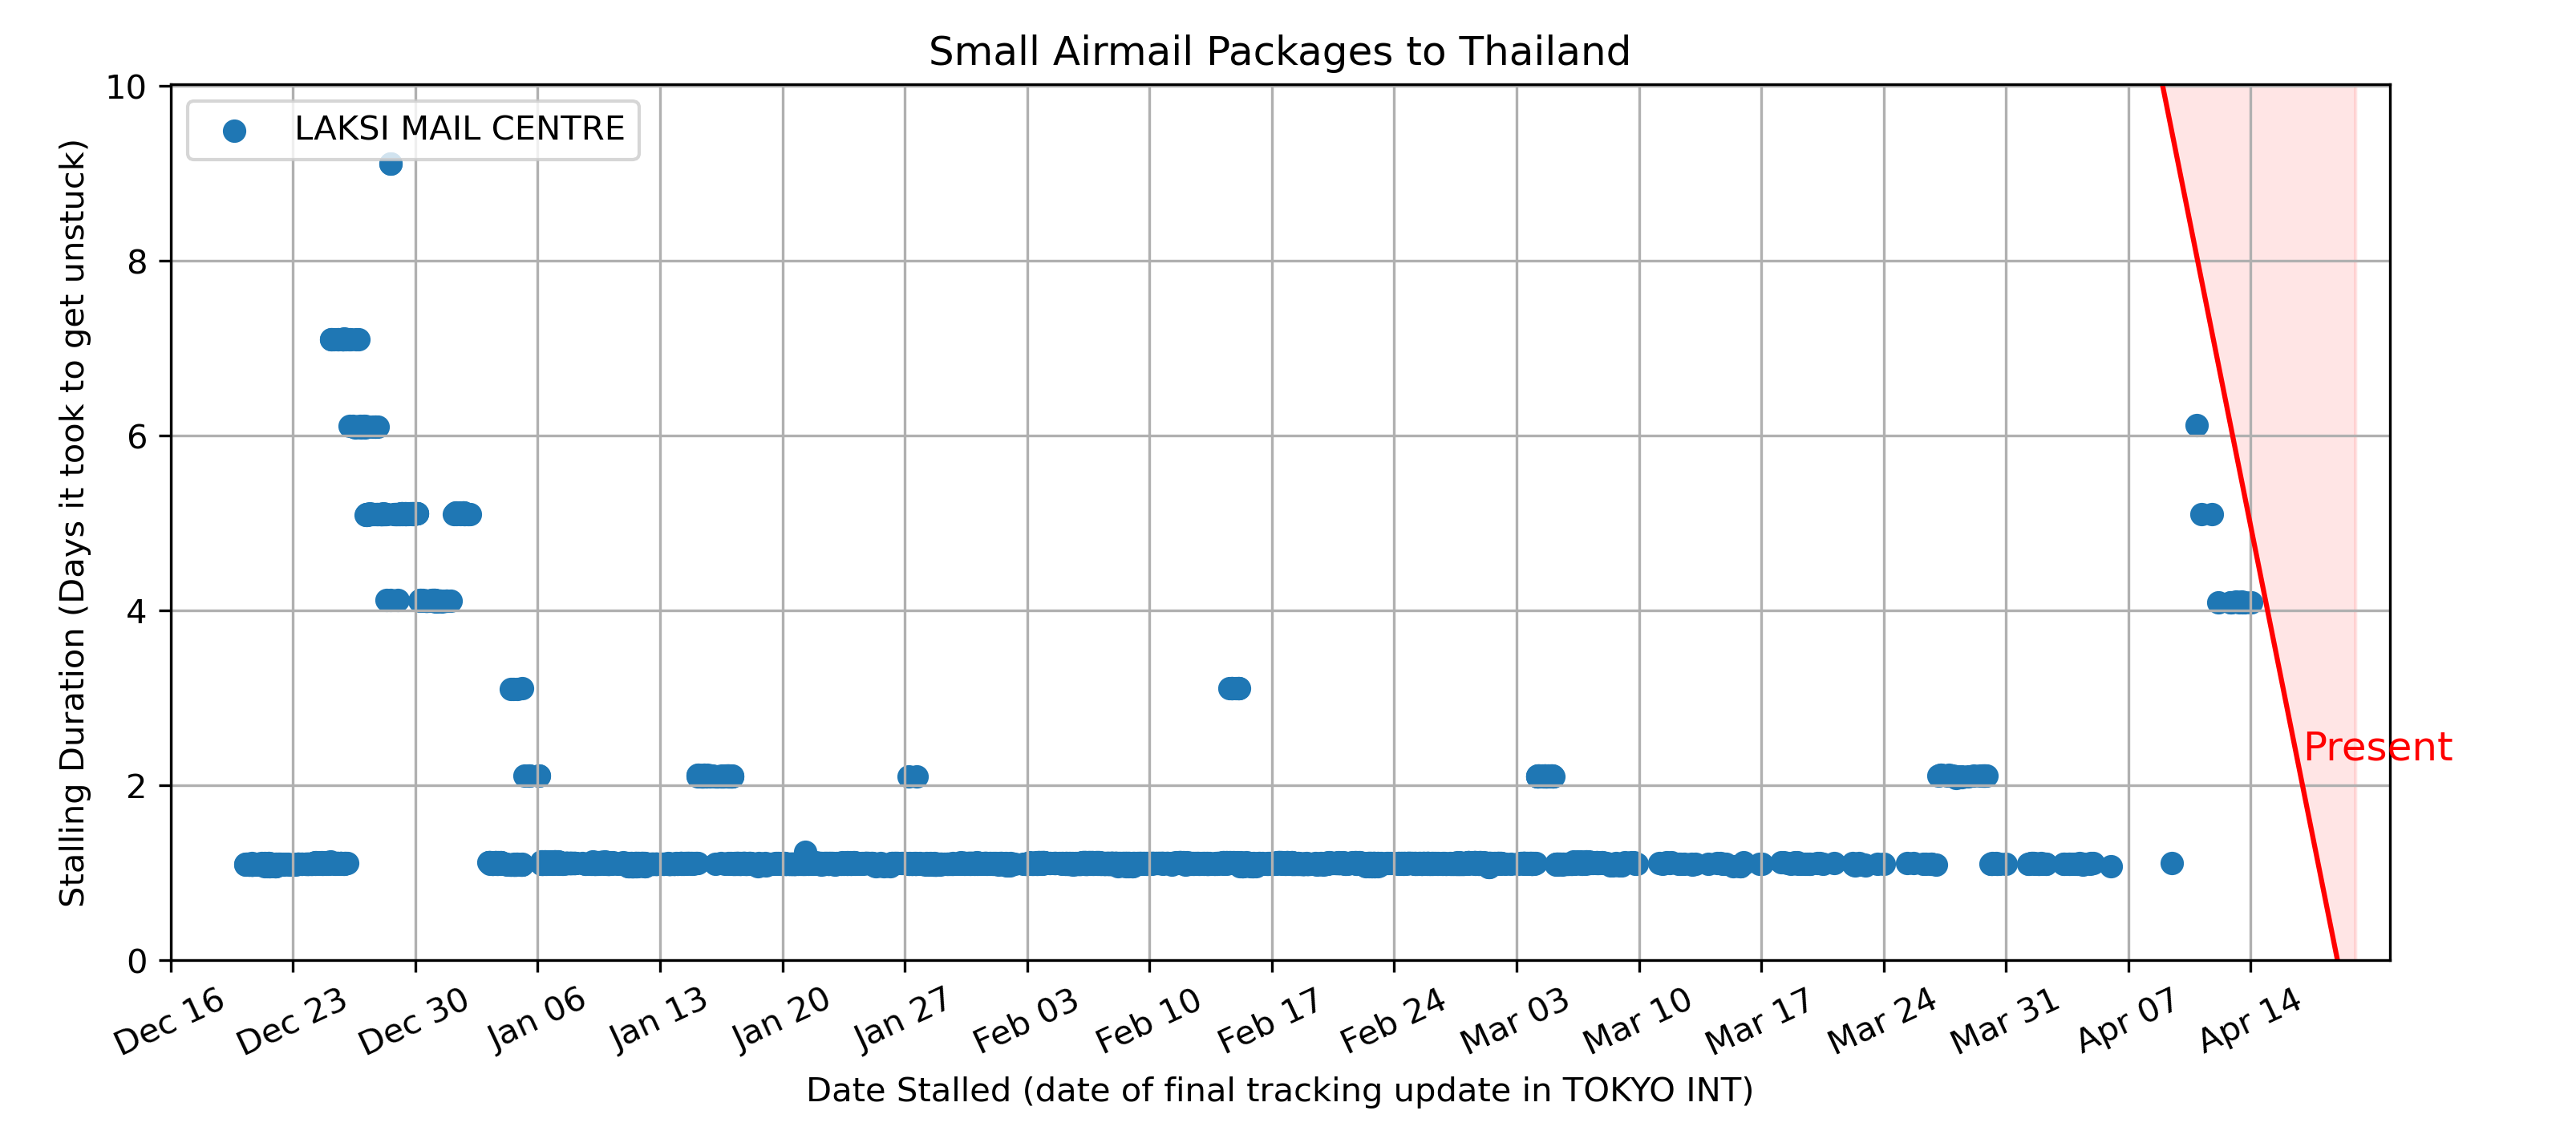 Small Airmail Packages to Thailand
LAKSI MAIL CENTRE
Stalling Duration (Days it took to get unstuck)
10
8
6
4
2
0
Present
Dec 16 Dec 23 Dec 30 Jan 06 Jan 13 Jan 20 Jan 27 Feb 03 Feb 10 Feb 17 Feb 24 Mar 03 Mar 10 Mar 17 Mar 24 Mar 31 Apr 07 Apr 14
Date Stalled (date of final tracking update in TOKYO INT)